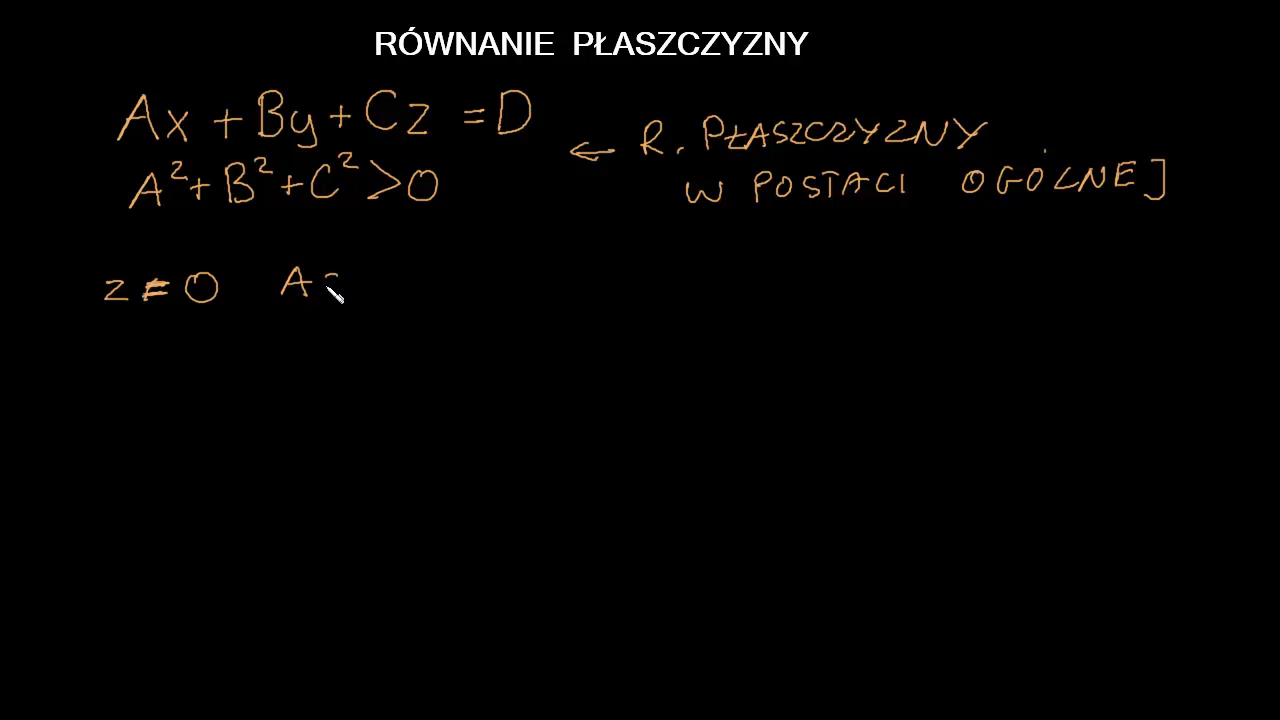 RÓWNANIE PŁASZCZYZNY
Ax + By + Cz = D
A² + B² + C² > 0
← R. PŁASZCZYZNY
W POSTACI OGÓLNEJ
z = 0 A =